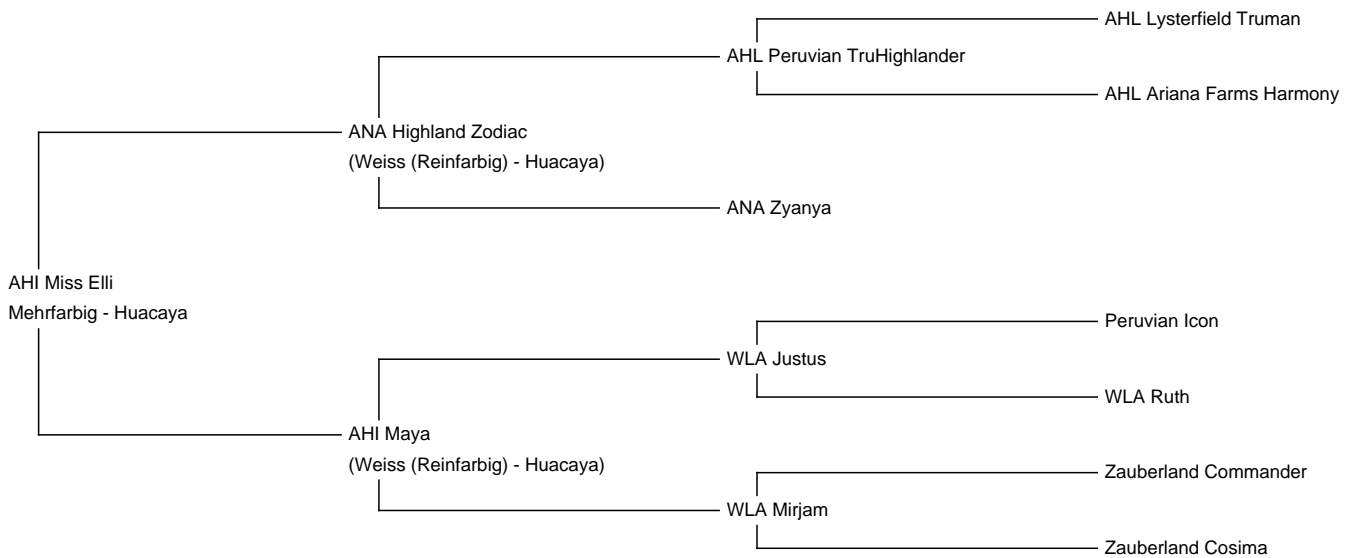 AHL Lysterfield Truman
AHL Peruvian TruHighlander
AHL Ariana Farms Harmony
ANA Highland Zodiac
(Weiss (Reinfarbig) - Huacaya)
ANA Zyanya
AHI Miss Elli
Mehrfarbig - Huacaya
Peruvian Icon
WLA Justus
WLA Ruth
AHI Maya
(Weiss (Reinfarbig) - Huacaya)
Zauberland Commander
WLA Mirjam
Zauberland Cosima